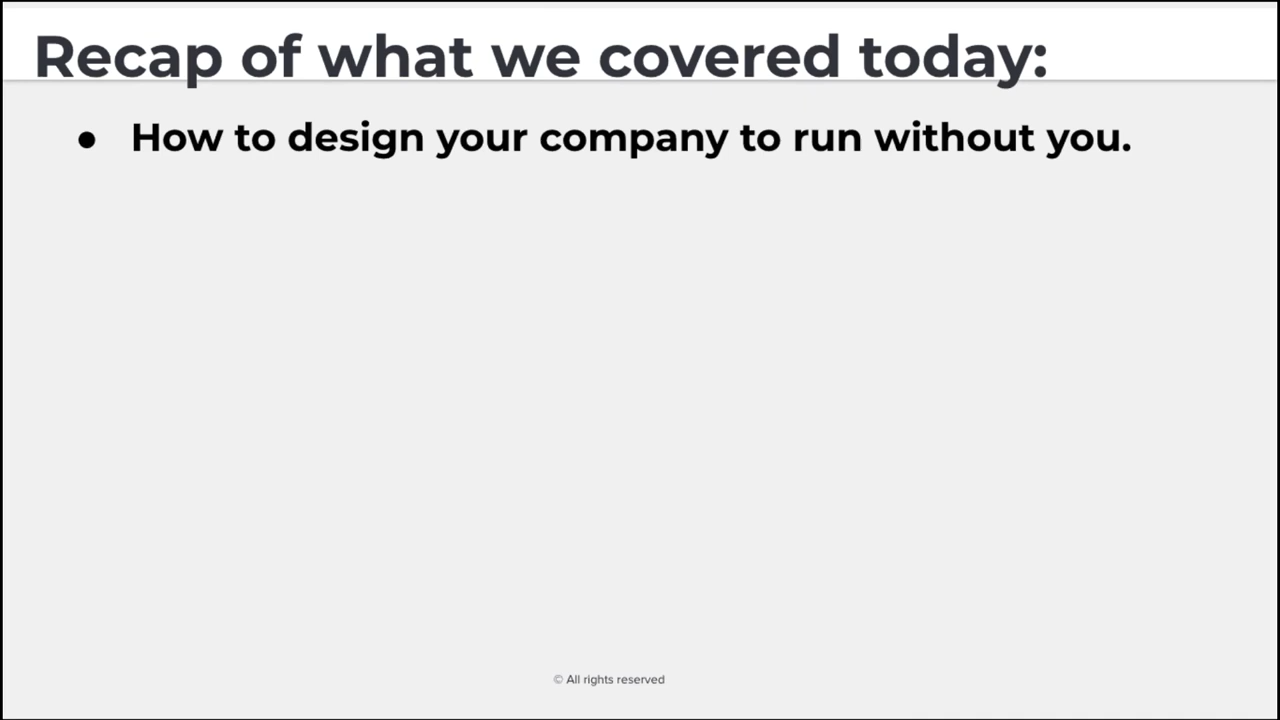 Recap of what we covered today:
● How to design your company to run without you.
© All rights reserved